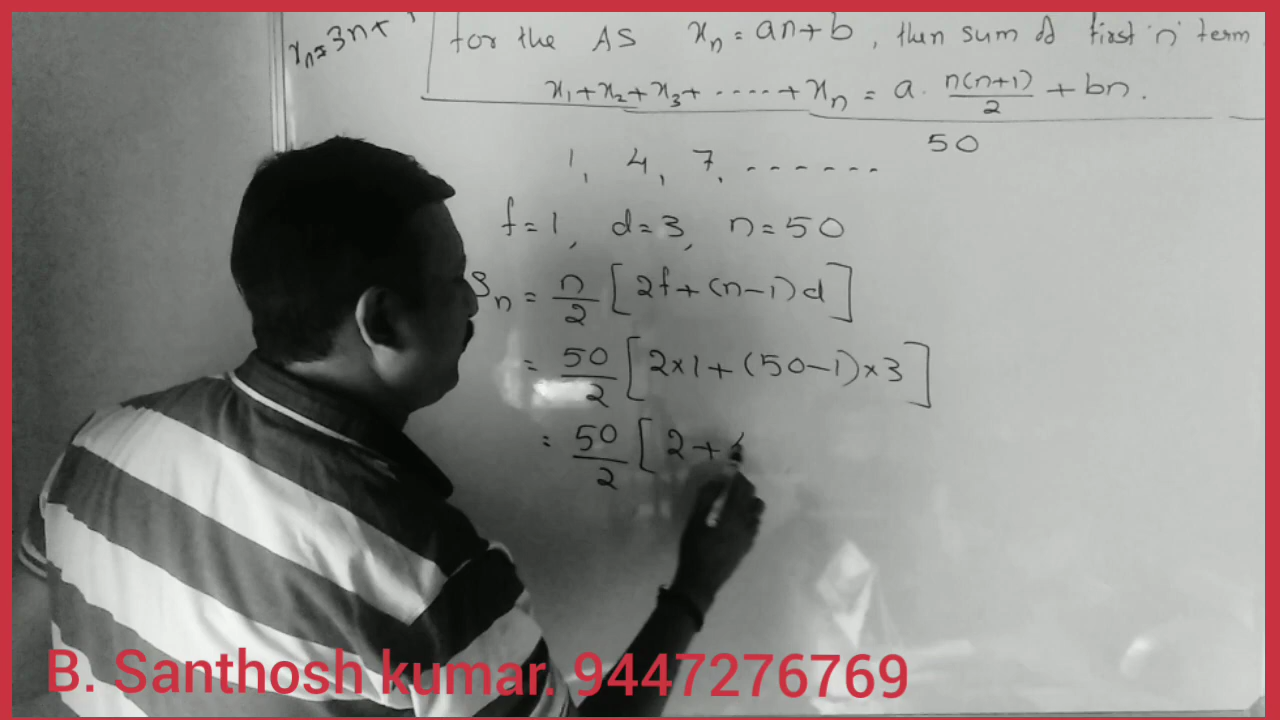 xₙ = 3n+
for the AS xₙ = an+b, then sum of first 'n' term
x₁+x₂+x₃+ ·····+xₙ = a. n(n+1)/2 + bn.
50
1, 4, 7, ------
f=1, d=3, n=50
Sₙ = n/2 [2f+(n-1)d]
= 50/2 [2×1+(50-1)×3]
= 50/2 [2+
B. Santhosh kumar. 9447276769